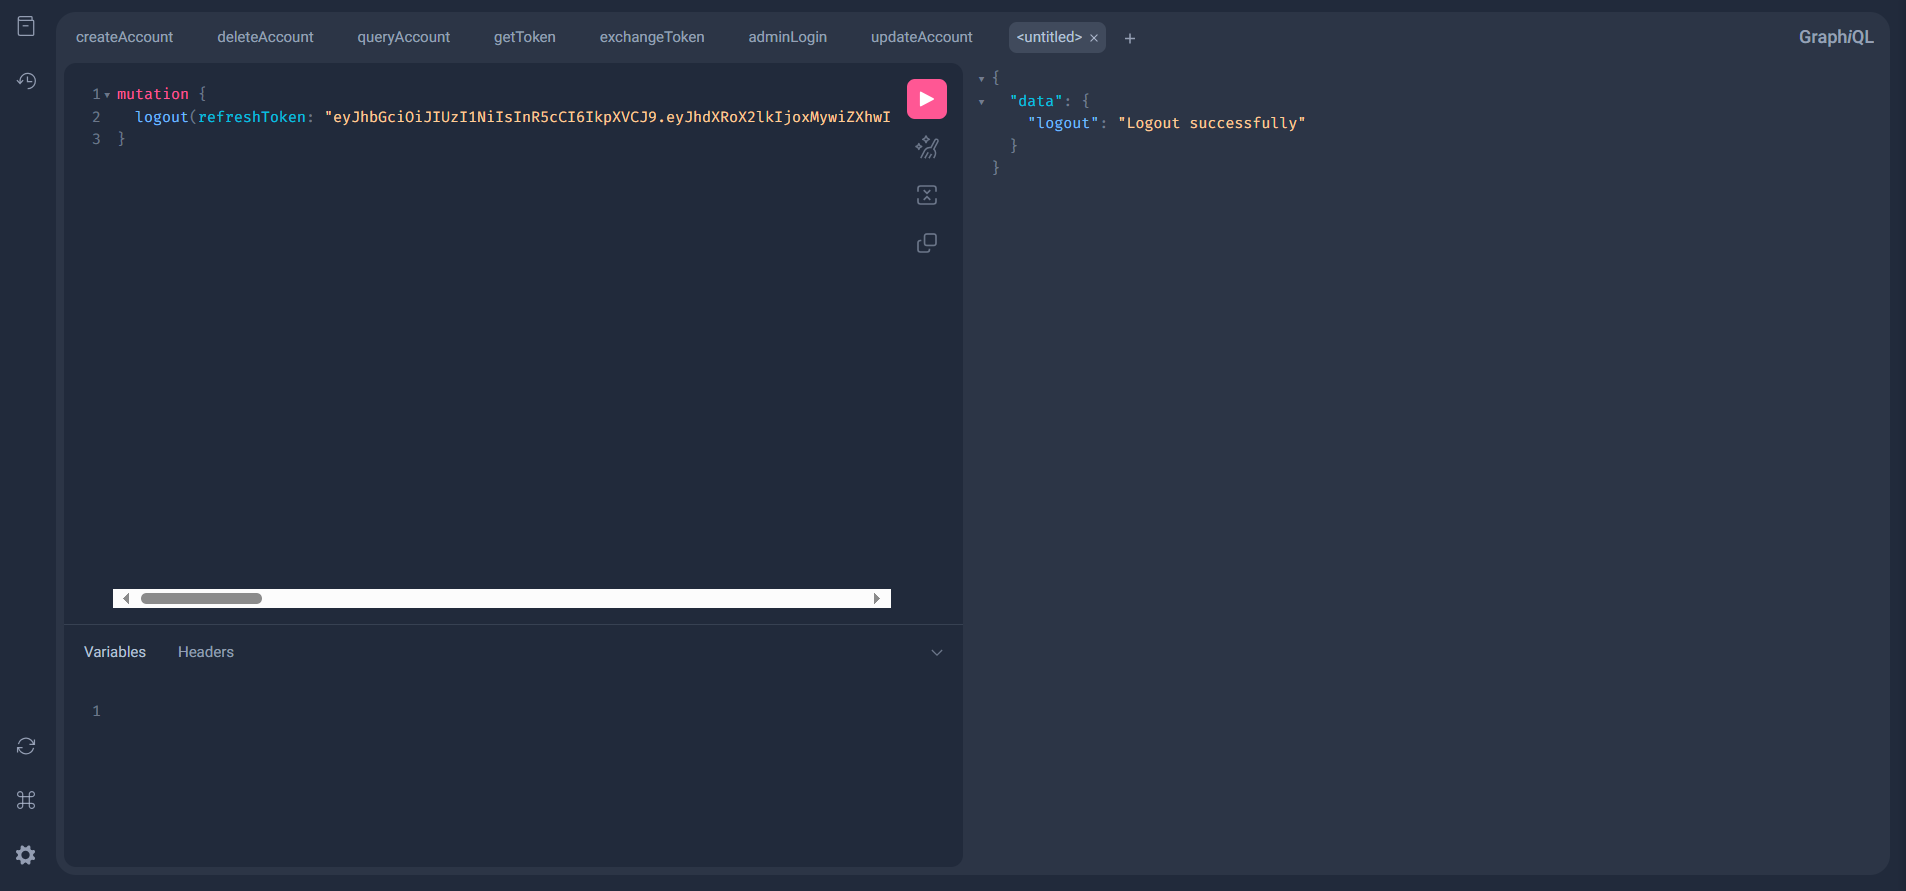 createAccount deleteAccount queryAccount getToken exchangeToken adminLogin updateAccount <untitled> × + GraphiQL
1 mutation {
2 logout(refreshToken: "eyJhbGciOiJIUzI1NiIsInR5cCI6IkpXVCJ9.eyJhdXRoX2lkIjoxMywiZXhwI
3 }
{
"data": {
"logout": "Logout successfully"
}
}
Variables Headers
1